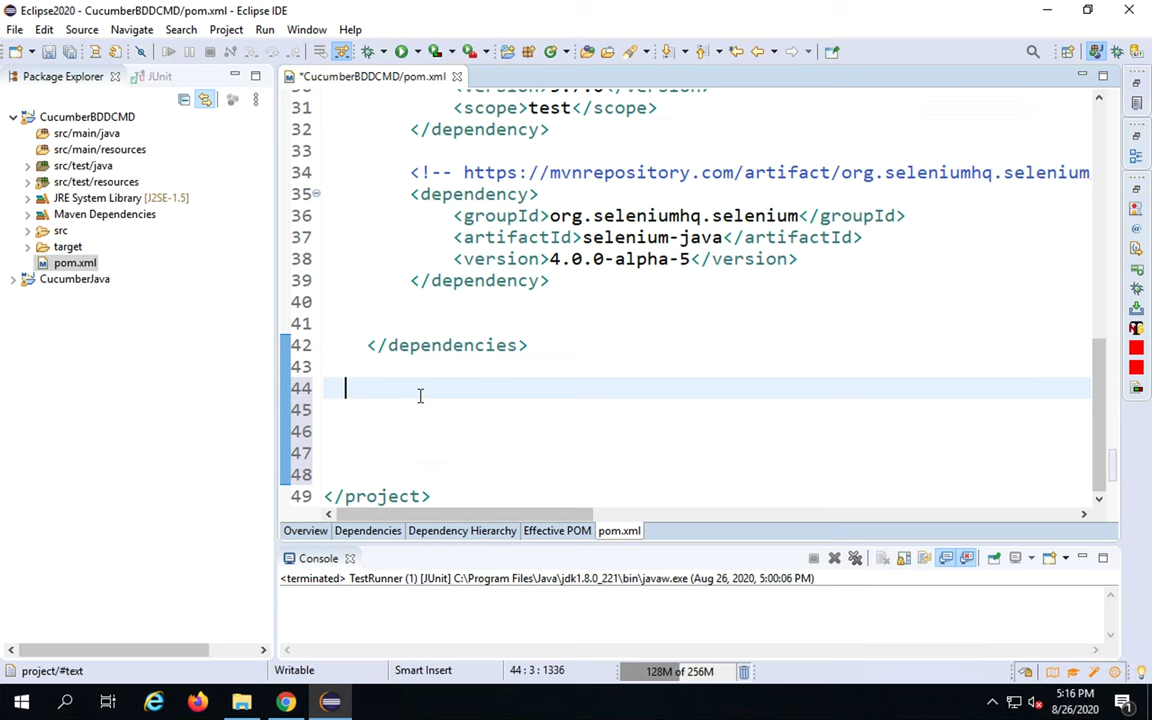 Eclipse2020 - CucumberBDDCMD/pom.xml - Eclipse IDE
File Edit Source Navigate Search Project Run Window Help
Package Explorer JUnit
*CucumberBDDCMD/pom.xml
CucumberBDDCMD
src/main/java
src/main/resources
src/test/java
src/test/resources
JRE System Library [J2SE-1.5]
Maven Dependencies
src
target
pom.xml
CucumberJava
31 <scope>test</scope>
32 </dependency>
33
34 <!-- https://mvnrepository.com/artifact/org.seleniumhq.selenium
35 <dependency>
36 <groupId>org.seleniumhq.selenium</groupId>
37 <artifactId>selenium-java</artifactId>
38 <version>4.0.0-alpha-5</version>
39 </dependency>
40
41
42 </dependencies>
43
44
45
46
47
48
49 </project>
Overview Dependencies Dependency Hierarchy Effective POM pom.xml
Console
<terminated> TestRunner (1) [JUnit] C:\Program Files\Java\jdk1.8.0_221\bin\javaw.exe (Aug 26, 2020, 5:00:06 PM)
project/#text Writable Smart Insert 44 : 3 : 1336 128M of 256M
5:16 PM
8/26/2020
1